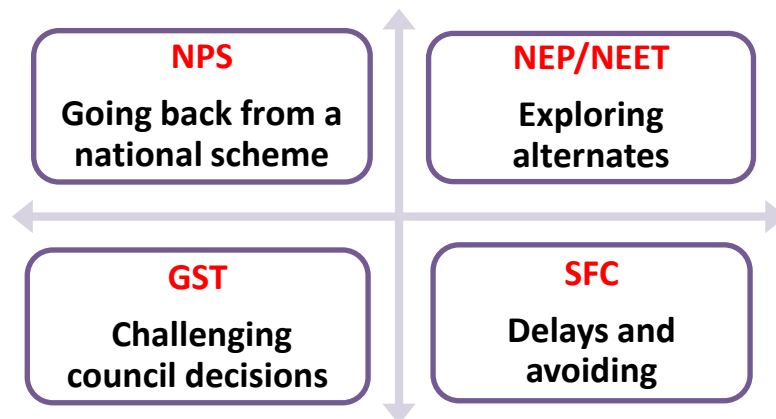 NPS
Going back from a
national scheme
NEP/NEET
Exploring
alternates
GST
Challenging
council decisions
SFC
Delays and
avoiding